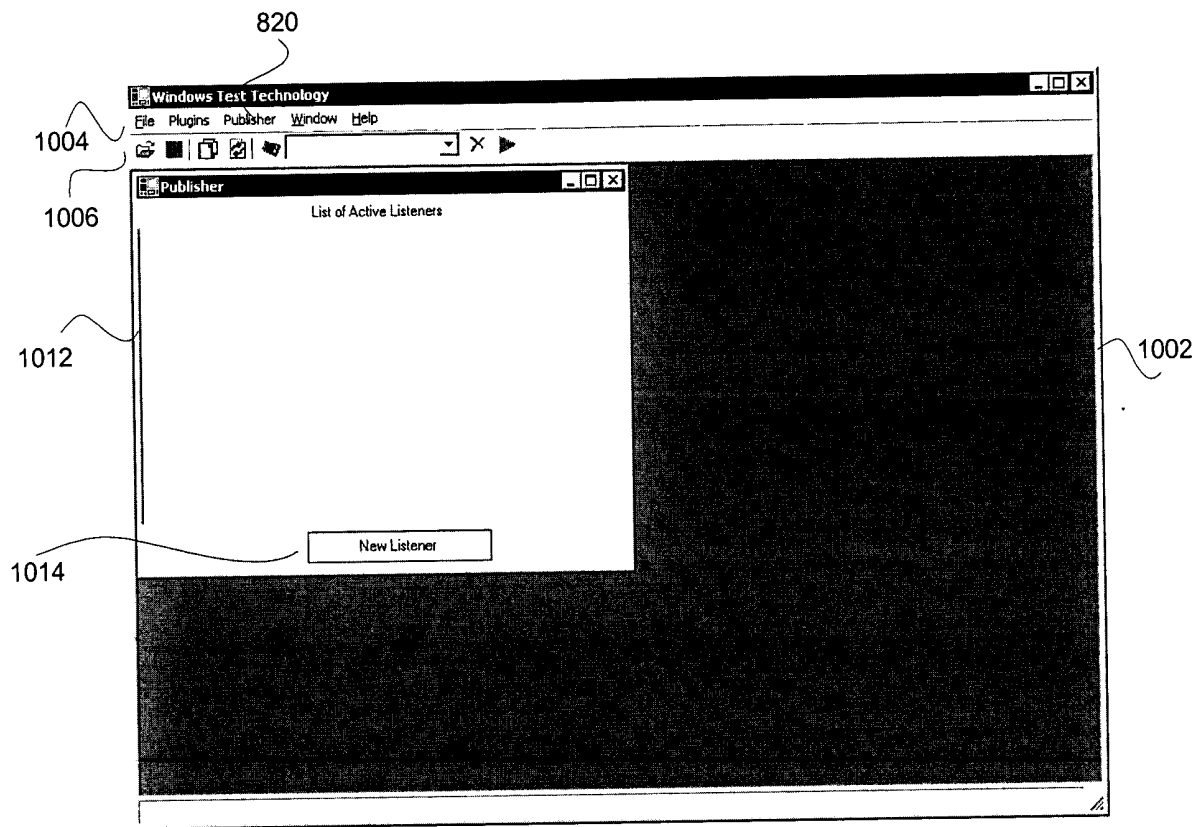 820
Windows Test Technology
1004
File Plugins Publisher Window Help
1006
Publisher
List of Active Listeners
1012
1002
New Listener
1014